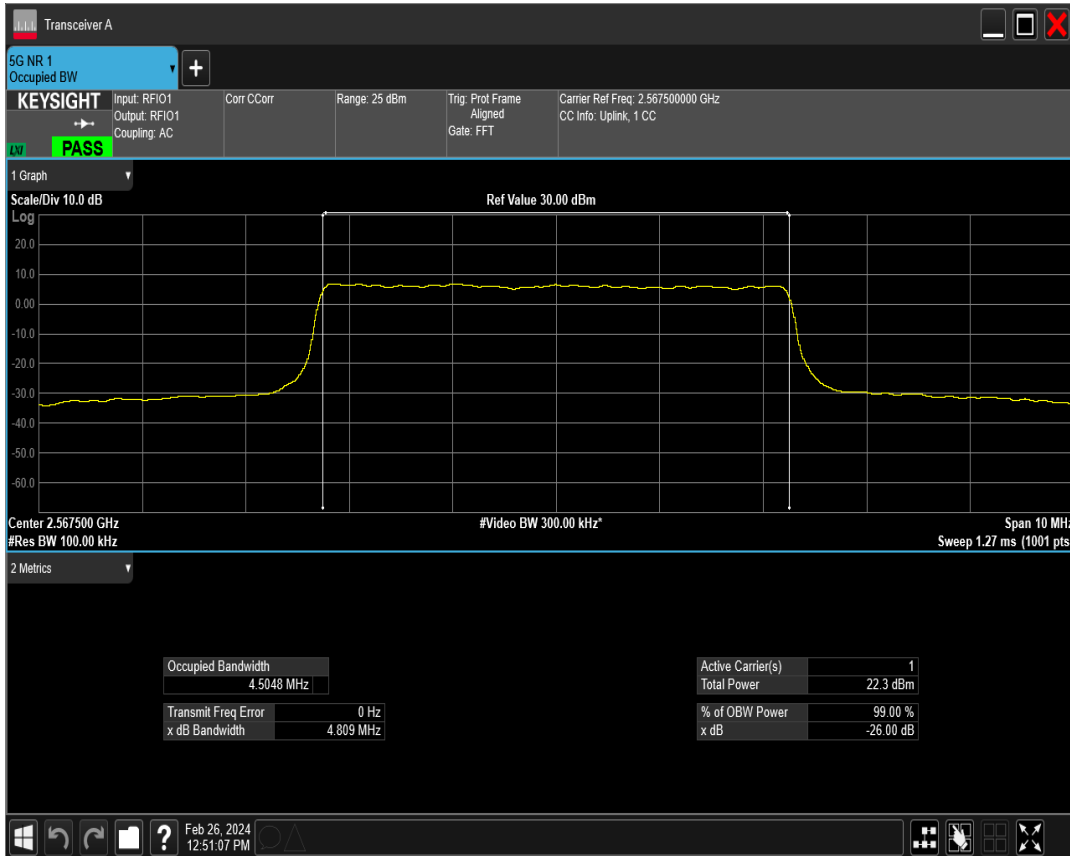 Transceiver A
5G NR 1
Occupied BW
+
KEYSIGHT
LXI
PASS
Input: RFIO1
Output: RFIO1
Coupling: AC
Corr CCorr
Range: 25 dBm
Trig: Prot Frame
Aligned
Gate: FFT
Carrier Ref Freq: 2.567500000 GHz
CC Info: Uplink, 1 CC
1 Graph
Scale/Div 10.0 dB
Ref Value 30.00 dBm
Log
20.0
10.0
0.00
-10.0
-20.0
-30.0
-40.0
-50.0
-60.0
Center 2.567500 GHz
#Video BW 300.00 kHz*
Span 10 MHz
#Res BW 100.00 kHz
Sweep 1.27 ms (1001 pts
2 Metrics
Occupied Bandwidth
4.5048 MHz
Transmit Freq Error 0 Hz
x dB Bandwidth 4.809 MHz
Active Carrier(s) 1
Total Power 22.3 dBm
% of OBW Power 99.00 %
x dB -26.00 dB
?
Feb 26, 2024
12:51:07 PM